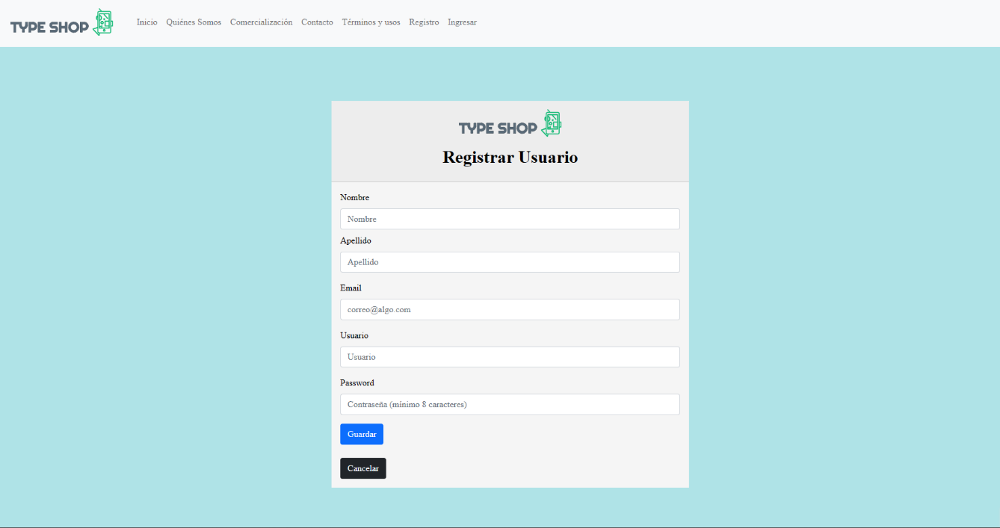 TYPE SHOP Inicio Quiénes Somos Comercialización Contacto Términos y usos Registro Ingresar
TYPE SHOP
Registrar Usuario
Nombre
Nombre
Apellido
Apellido
Email
correo@algo.com
Usuario
Usuario
Password
Contraseña (mínimo 8 caracteres)
Guardar
Cancelar